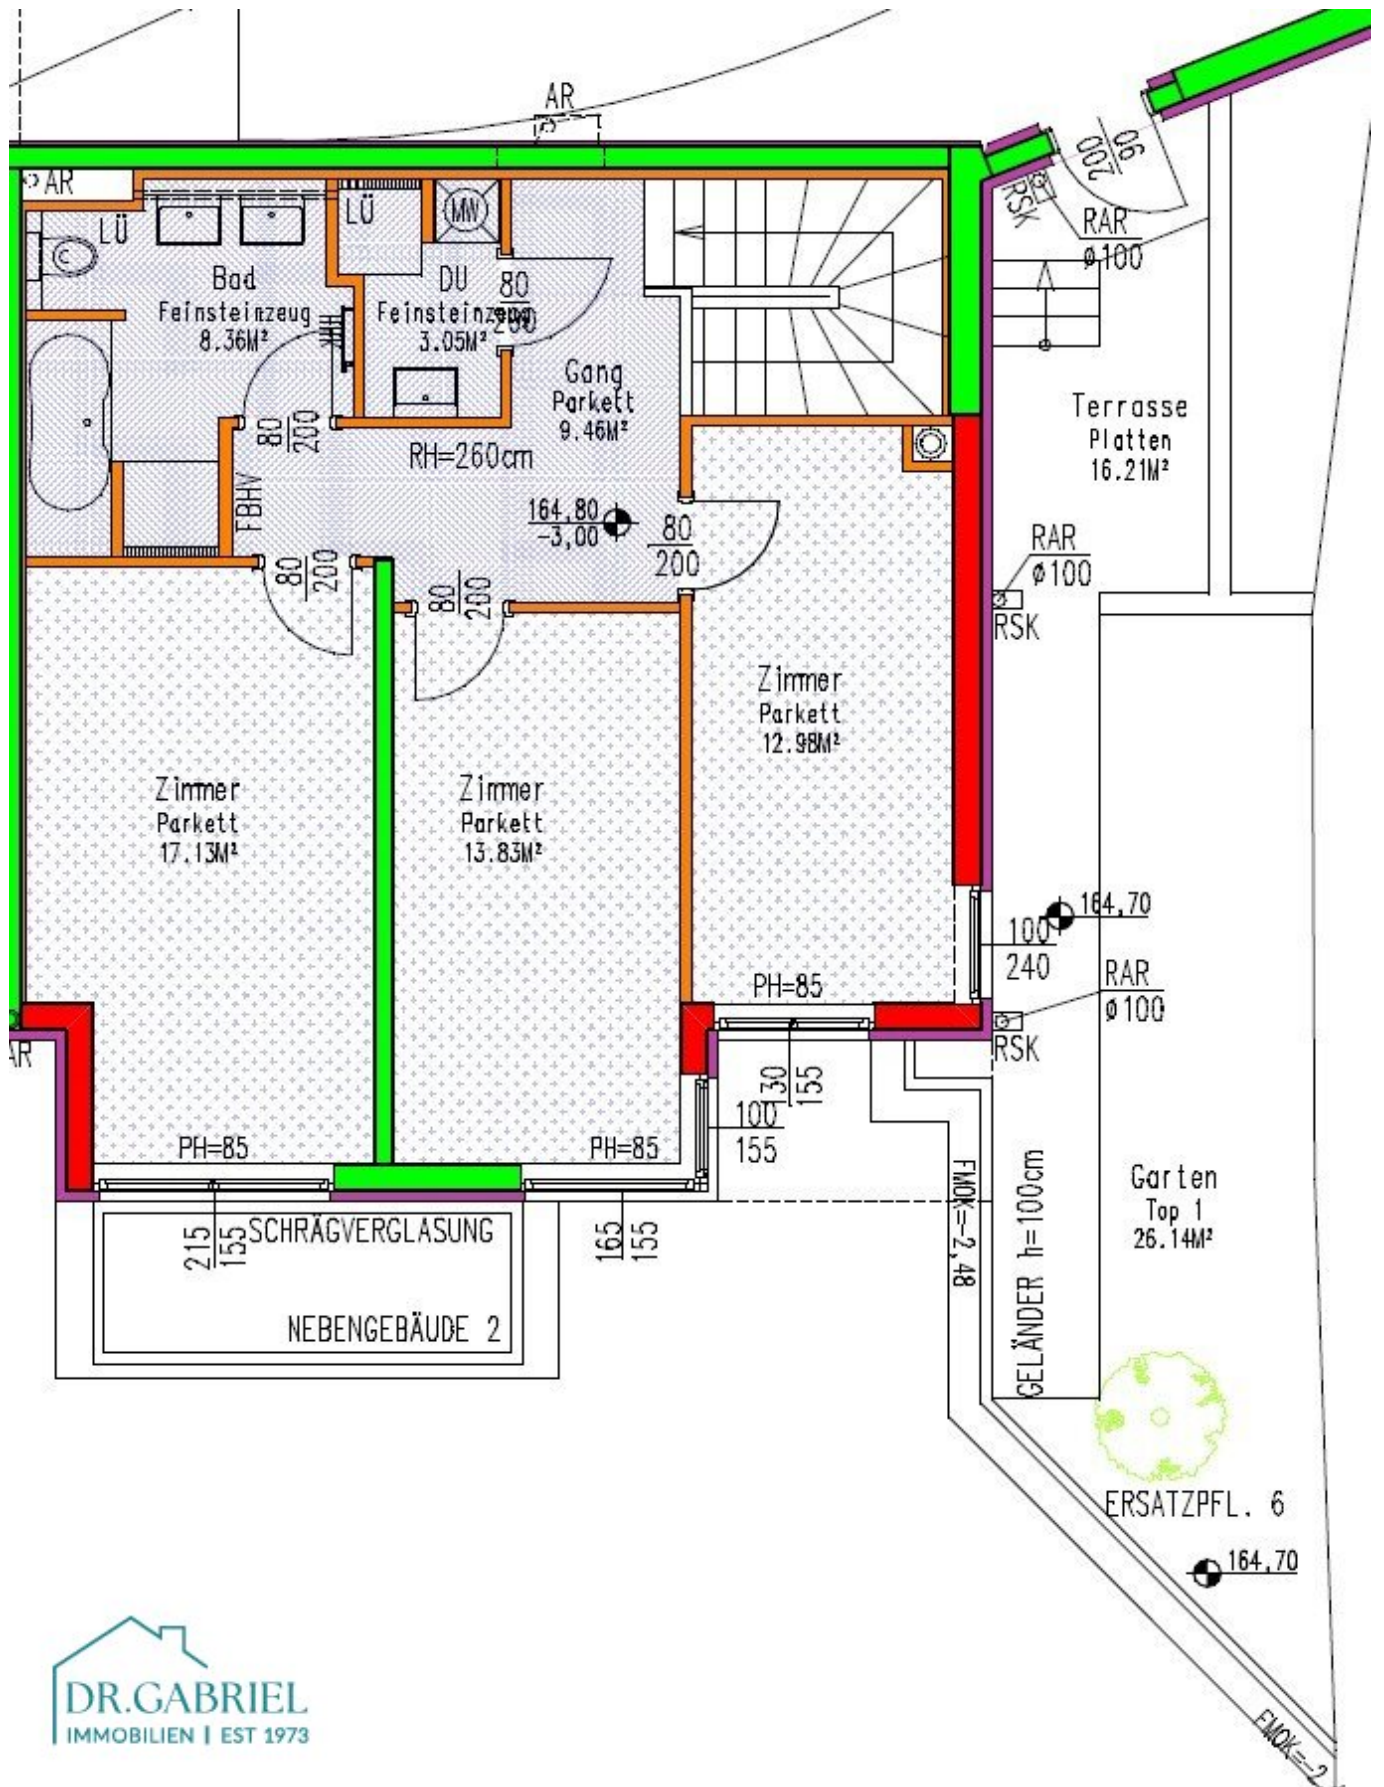 AR
AR
LÜ
LÜ
MW
Bad
Feinsteinzeug
8.36M²
DU
Feinsteinzeug
3.05M²
80
200
HHK
Gang
Parkett
9.46M²
80
200
RH=260cm
FBHV
164,80
-3,00
80
200
80
200
80
200
Zimmer
Parkett
17.13M²
Zimmer
Parkett
13.83M²
Zimmer
Parkett
12.98M²
90
200
RSK
RAR
ø100
Terrasse
Platten
16.21M²
RAR
ø100
RSK
164,70
100
240
RAR
ø100
RSK
PH=85
130
155
100
155
AR
PH=85
PH=85
215
155
SCHRÄGVERGLASUNG
165
155
NEBENGEBÄUDE 2
FMOK=-2,48
GELÄNDER h=100cm
Garten
Top 1
26.14M²
ERSATZPFL. 6
164,70
FMOK=-2
DR.GABRIEL
IMMOBILIEN | EST 1973